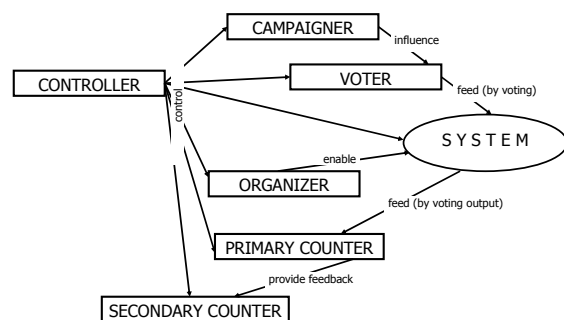 CAMPAIGNER
influence
CONTROLLER
VOTER
control
feed (by voting)
S Y S T E M
enable
ORGANIZER
feed (by voting output)
PRIMARY COUNTER
provide feedback
SECONDARY COUNTER